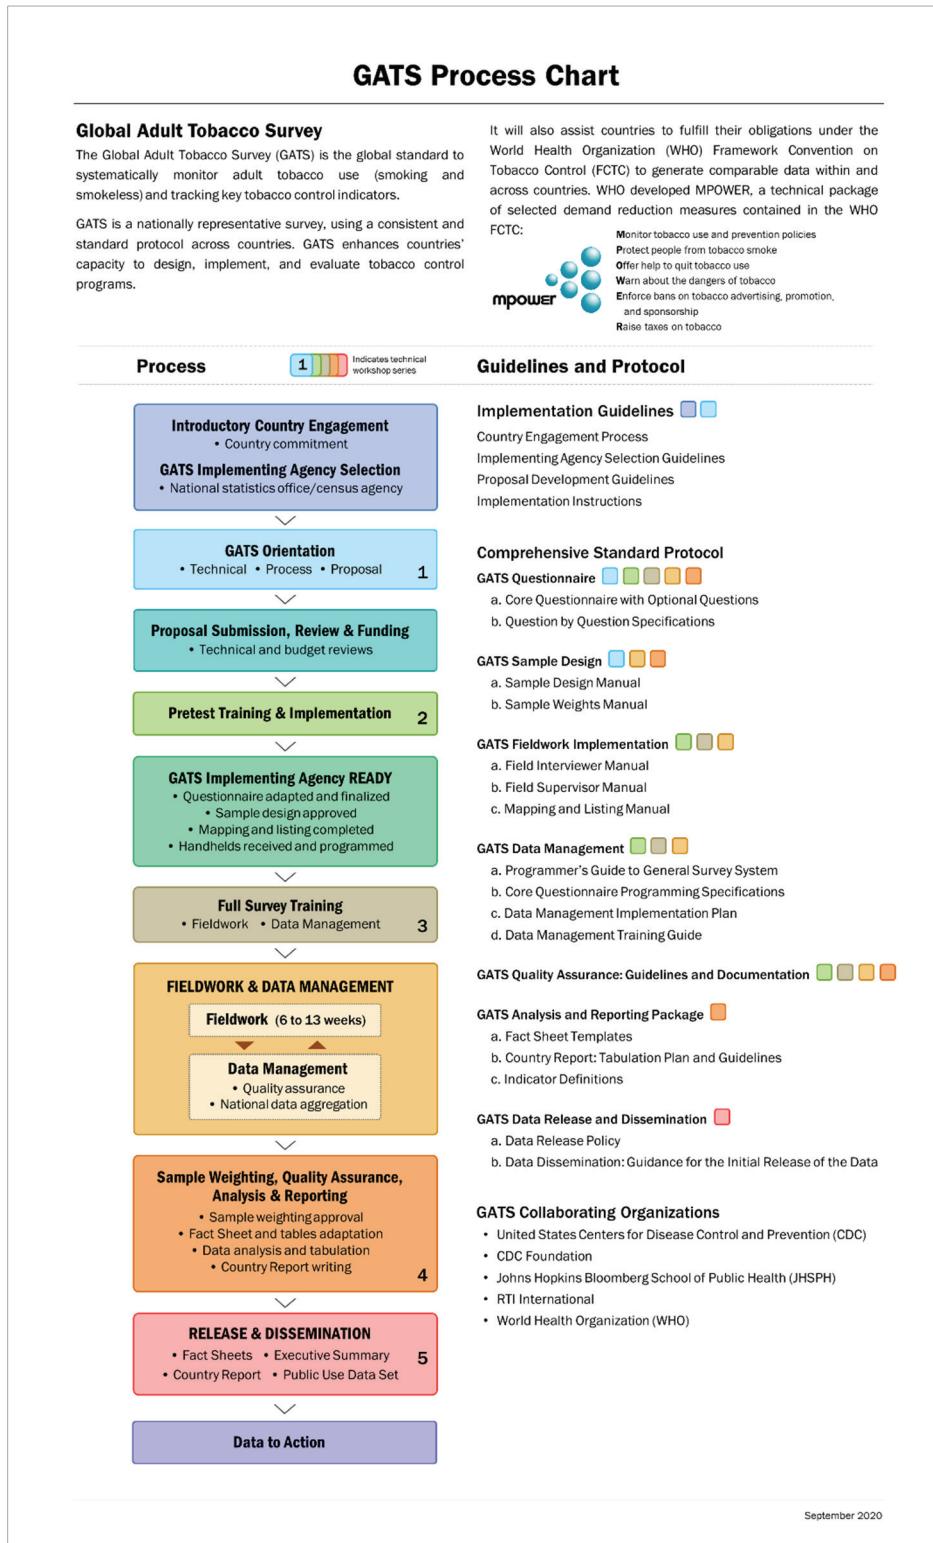 GATS Process Chart
Global Adult Tobacco Survey
The Global Adult Tobacco Survey (GATS) is the global standard to
systematically monitor adult tobacco use (smoking and
smokeless) and tracking key tobacco control indicators.
GATS is a nationally representative survey, using a consistent and
standard protocol across countries. GATS enhances countries'
capacity to design, implement, and evaluate tobacco control
programs.
It will also assist countries to fulfill their obligations under the
World Health Organization (WHO) Framework Convention on
Tobacco Control (FCTC) to generate comparable data within and
across countries. WHO developed MPOWER, a technical package
of selected demand reduction measures contained in the WHO
FCTC:
mpower
Monitor tobacco use and prevention policies
Protect people from tobacco smoke
Offer help to quit tobacco use
Warn about the dangers of tobacco
Enforce bans on tobacco advertising, promotion,
and sponsorship
Raise taxes on tobacco
Process
1
Indicates technical
workshop series
Introductory Country Engagement
• Country commitment
GATS Implementing Agency Selection
• National statistics office/census agency
GATS Orientation
• Technical • Process • Proposal
1
Proposal Submission, Review & Funding
• Technical and budget reviews
Pretest Training & Implementation
2
GATS Implementing Agency READY
• Questionnaire adapted and finalized
• Sample design approved
• Mapping and listing completed
• Handhelds received and programmed
Full Survey Training
• Fieldwork • Data Management
3
FIELDWORK & DATA MANAGEMENT
Fieldwork (6 to 13 weeks)
Data Management
• Quality assurance
• National data aggregation
Sample Weighting, Quality Assurance,
Analysis & Reporting
• Sample weighting approval
• Fact Sheet and tables adaptation
• Data analysis and tabulation
• Country Report writing
4
RELEASE & DISSEMINATION
• Fact Sheets • Executive Summary
• Country Report • Public Use Data Set
5
Data to Action
Guidelines and Protocol
Implementation Guidelines
Country Engagement Process
Implementing Agency Selection Guidelines
Proposal Development Guidelines
Implementation Instructions
Comprehensive Standard Protocol
GATS Questionnaire
a. Core Questionnaire with Optional Questions
b. Question by Question Specifications
GATS Sample Design
a. Sample Design Manual
b. Sample Weights Manual
GATS Fieldwork Implementation
a. Field Interviewer Manual
b. Field Supervisor Manual
c. Mapping and Listing Manual
GATS Data Management
a. Programmer's Guide to General Survey System
b. Core Questionnaire Programming Specifications
c. Data Management Implementation Plan
d. Data Management Training Guide
GATS Quality Assurance: Guidelines and Documentation
GATS Analysis and Reporting Package
a. Fact Sheet Templates
b. Country Report: Tabulation Plan and Guidelines
c. Indicator Definitions
GATS Data Release and Dissemination
a. Data Release Policy
b. Data Dissemination: Guidance for the Initial Release of the Data
GATS Collaborating Organizations
• United States Centers for Disease Control and Prevention (CDC)
• CDC Foundation
• Johns Hopkins Bloomberg School of Public Health (JHSPH)
• RTI International
• World Health Organization (WHO)
September 2020